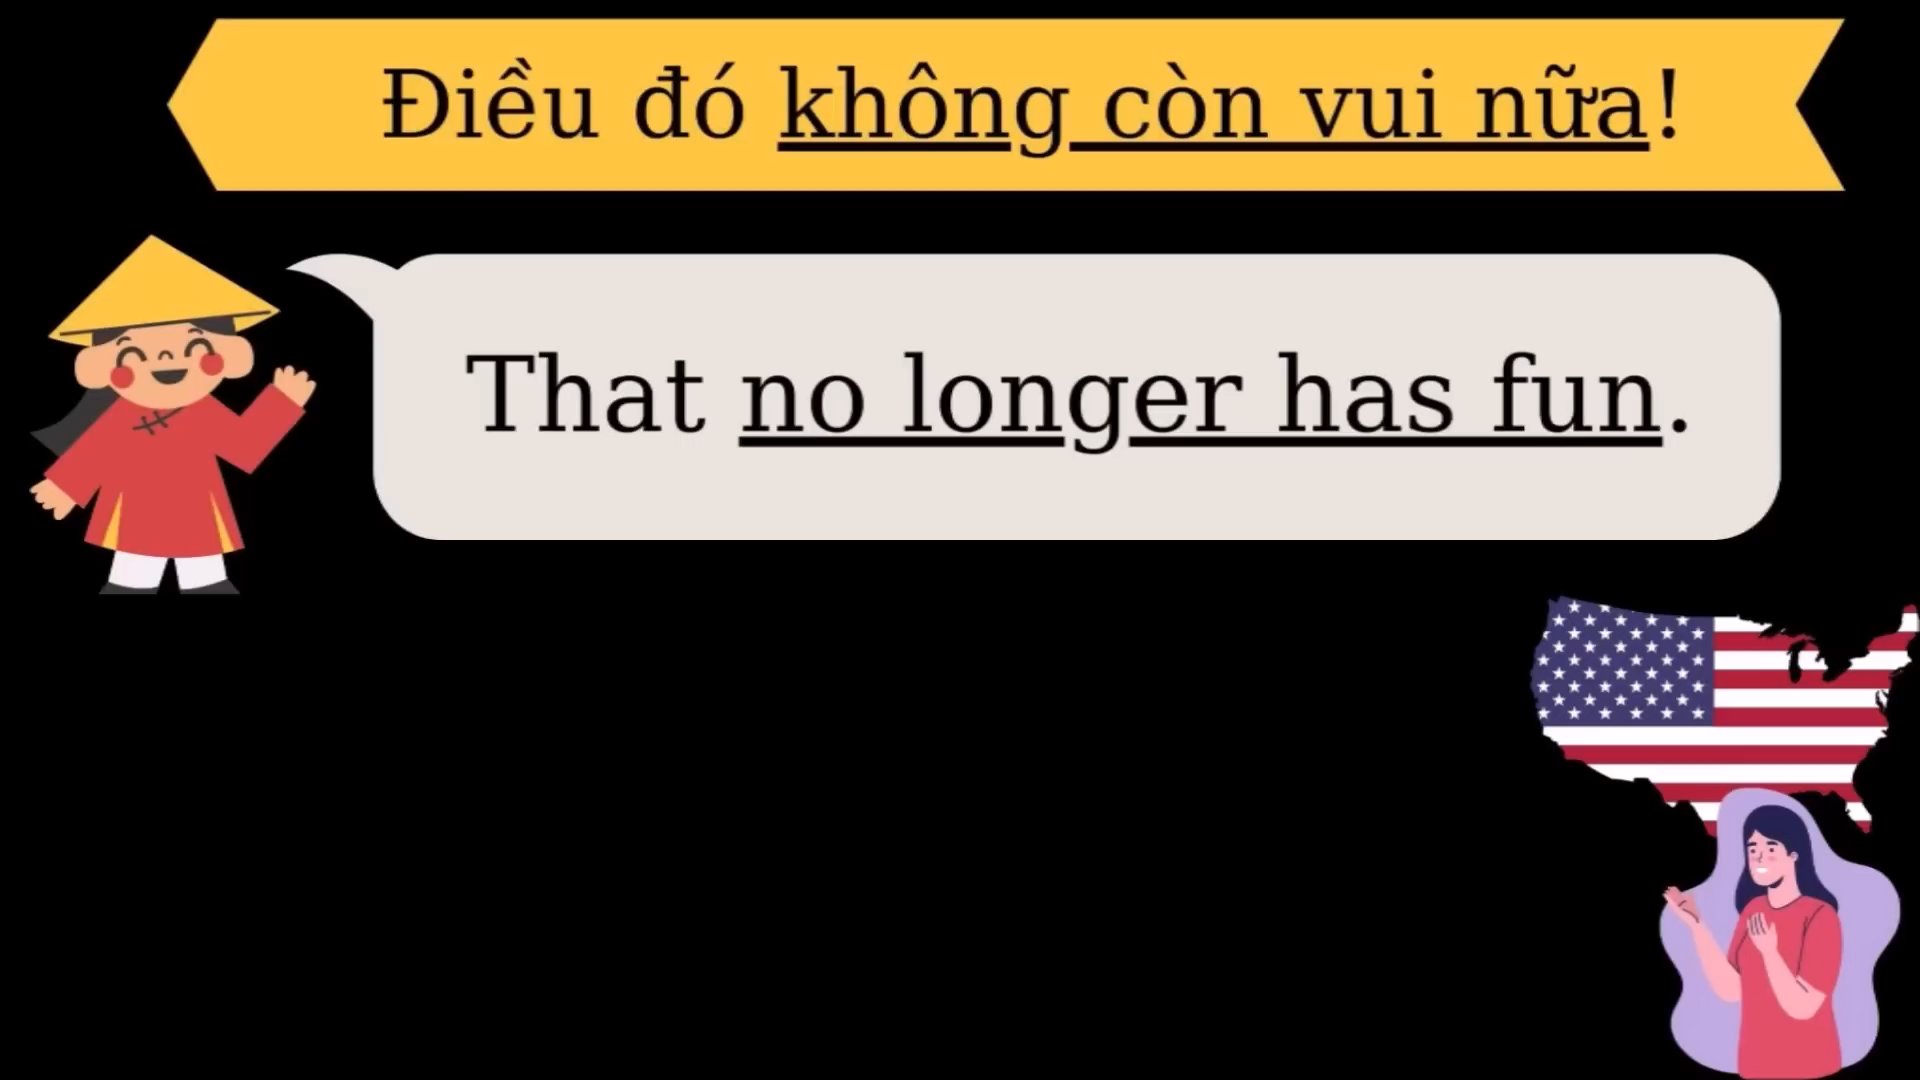 Điều đó không còn vui nữa!
That no longer has fun.